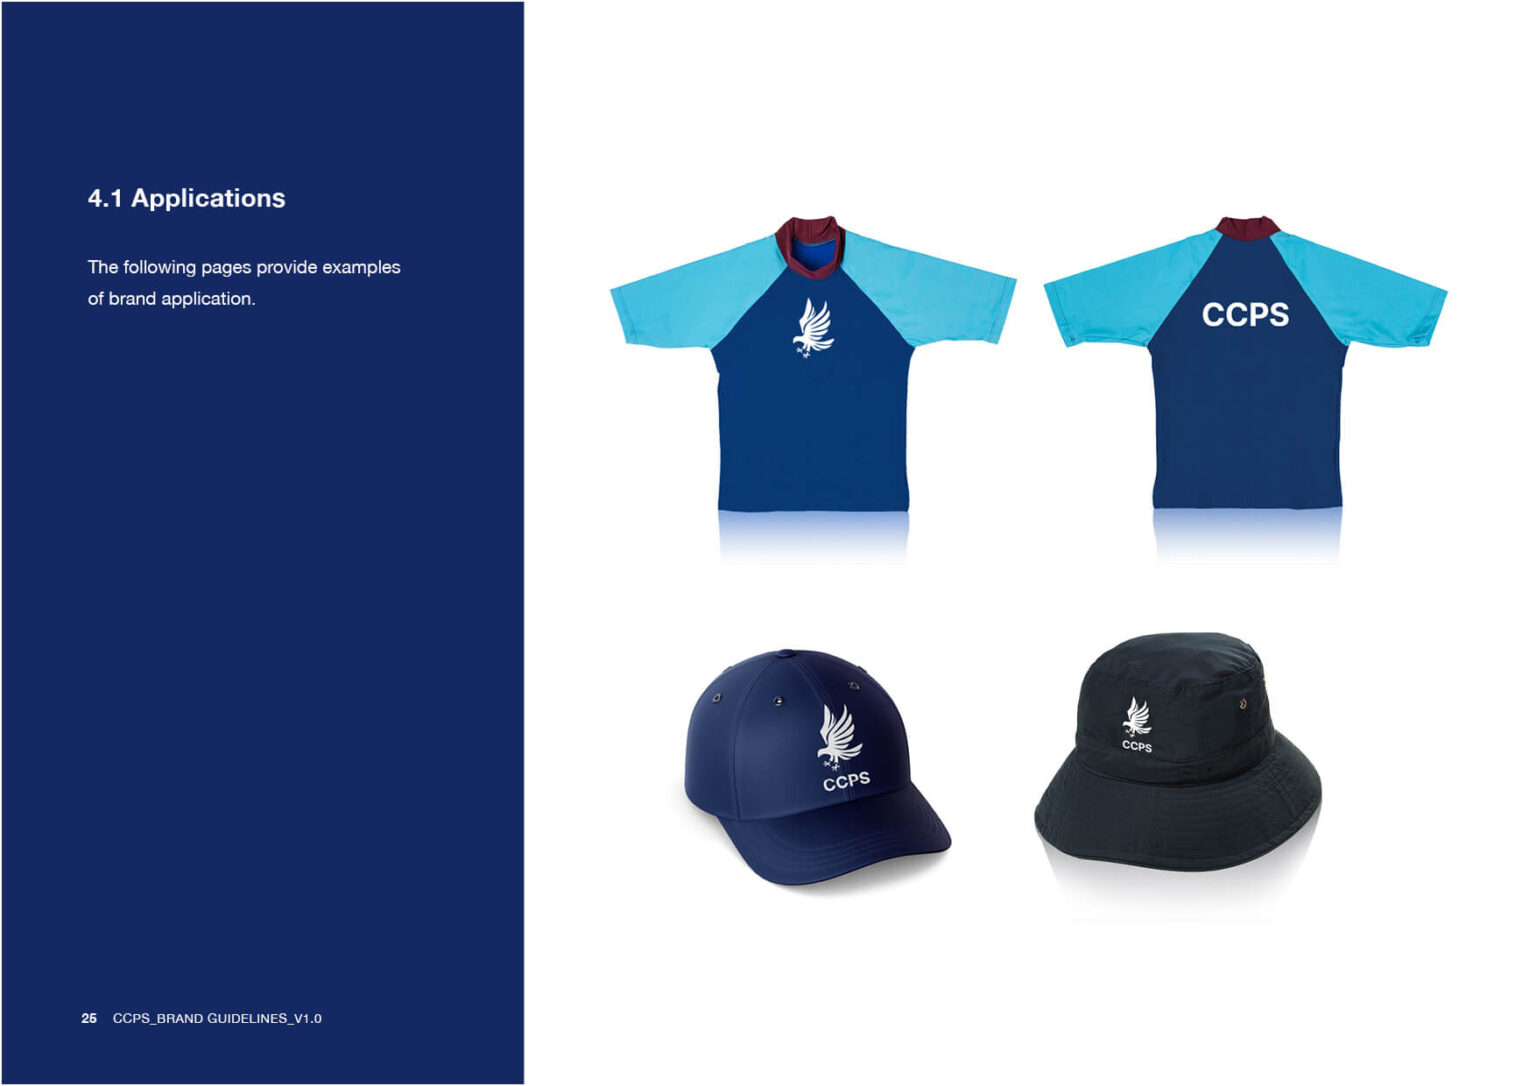 4.1 Applications
The following pages provide examples
of brand application.
CCPS
CCPS
CCPS
25 CCPS_BRAND GUIDELINES_V1.0